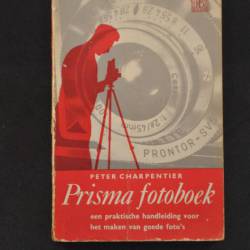 PRONTOR-SV
PETER CHARPENTIER
Prisma fotoboek
een praktische handleiding voor
het maken van goede foto's